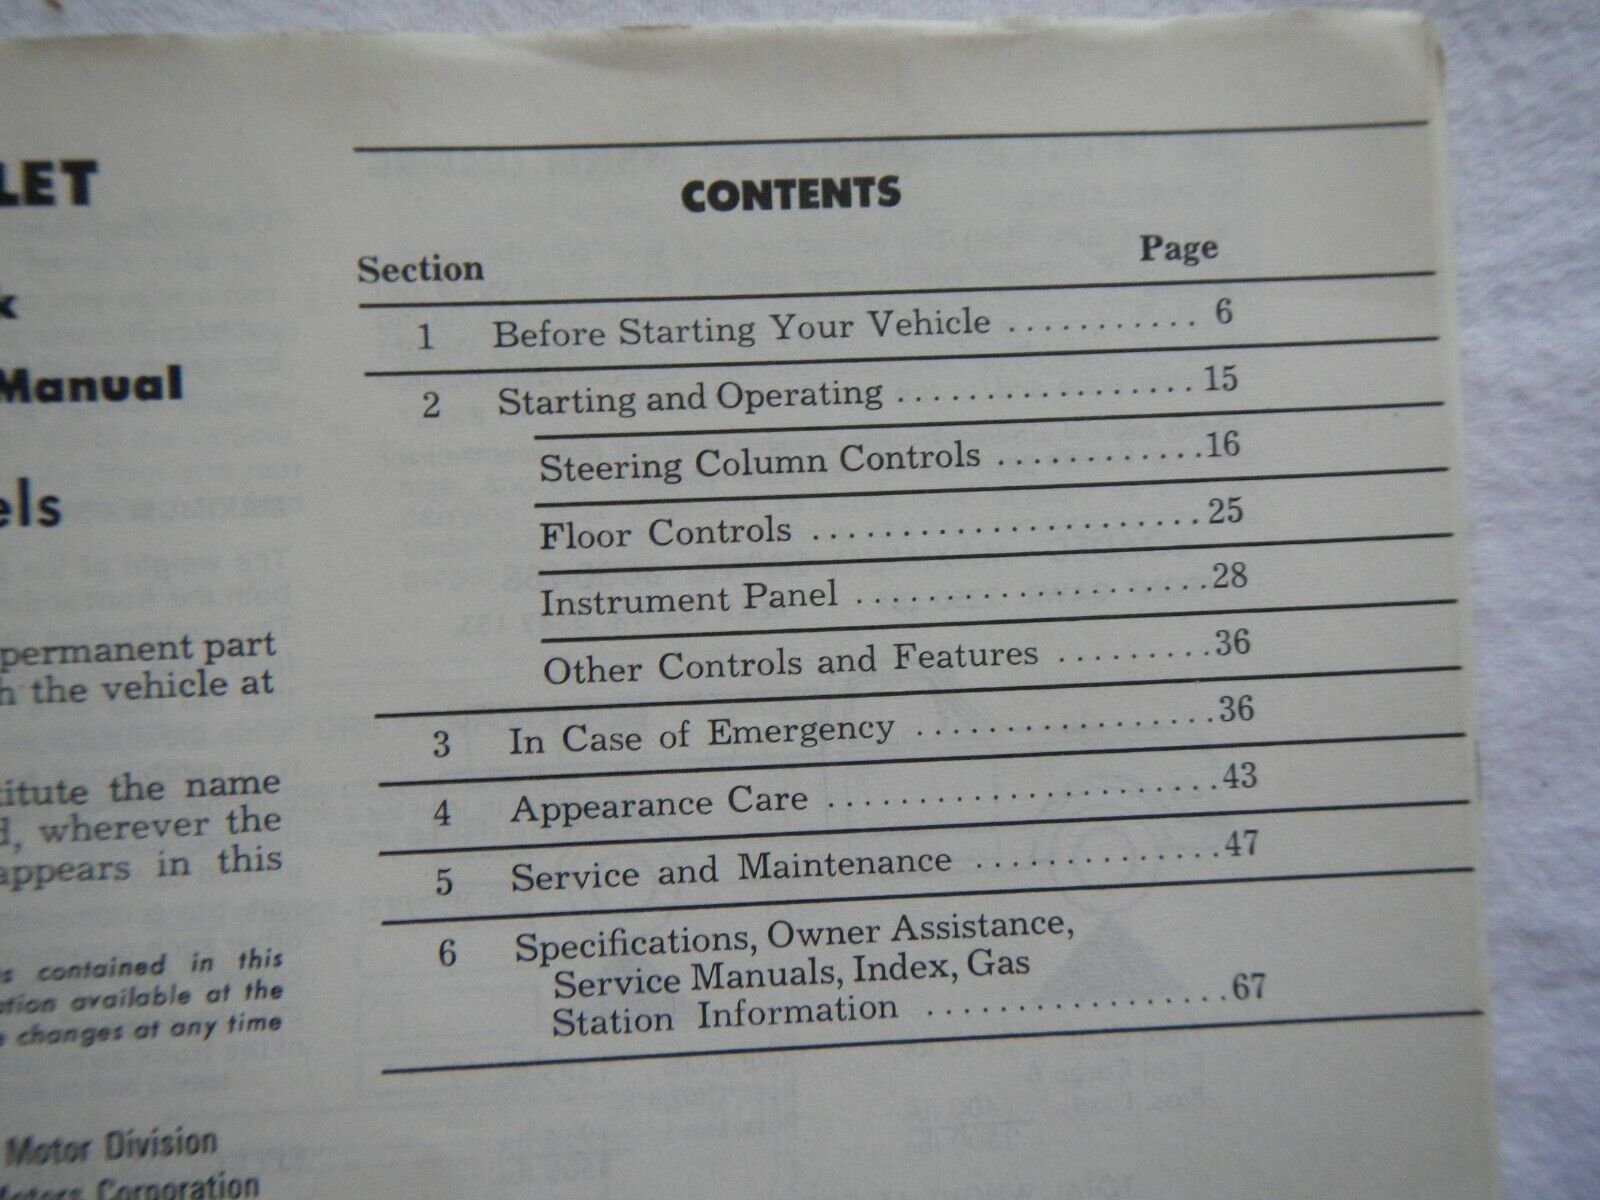 LET
Manual
els
permanent part
the vehicle at
titute the name
wherever the
appears in this
contained in this
available at the
changes at any time
Motor Division
Corporation
CONTENTS
Section Page
1 Before Starting Your Vehicle ........... 6
2 Starting and Operating ................. 15
Steering Column Controls ............ 16
Floor Controls ..................... 25
Instrument Panel ................... 28
Other Controls and Features ......... 36
3 In Case of Emergency ................ 36
4 Appearance Care ..................... 43
5 Service and Maintenance ............. 47
6 Specifications, Owner Assistance,
Service Manuals, Index, Gas
Station Information ................ 67